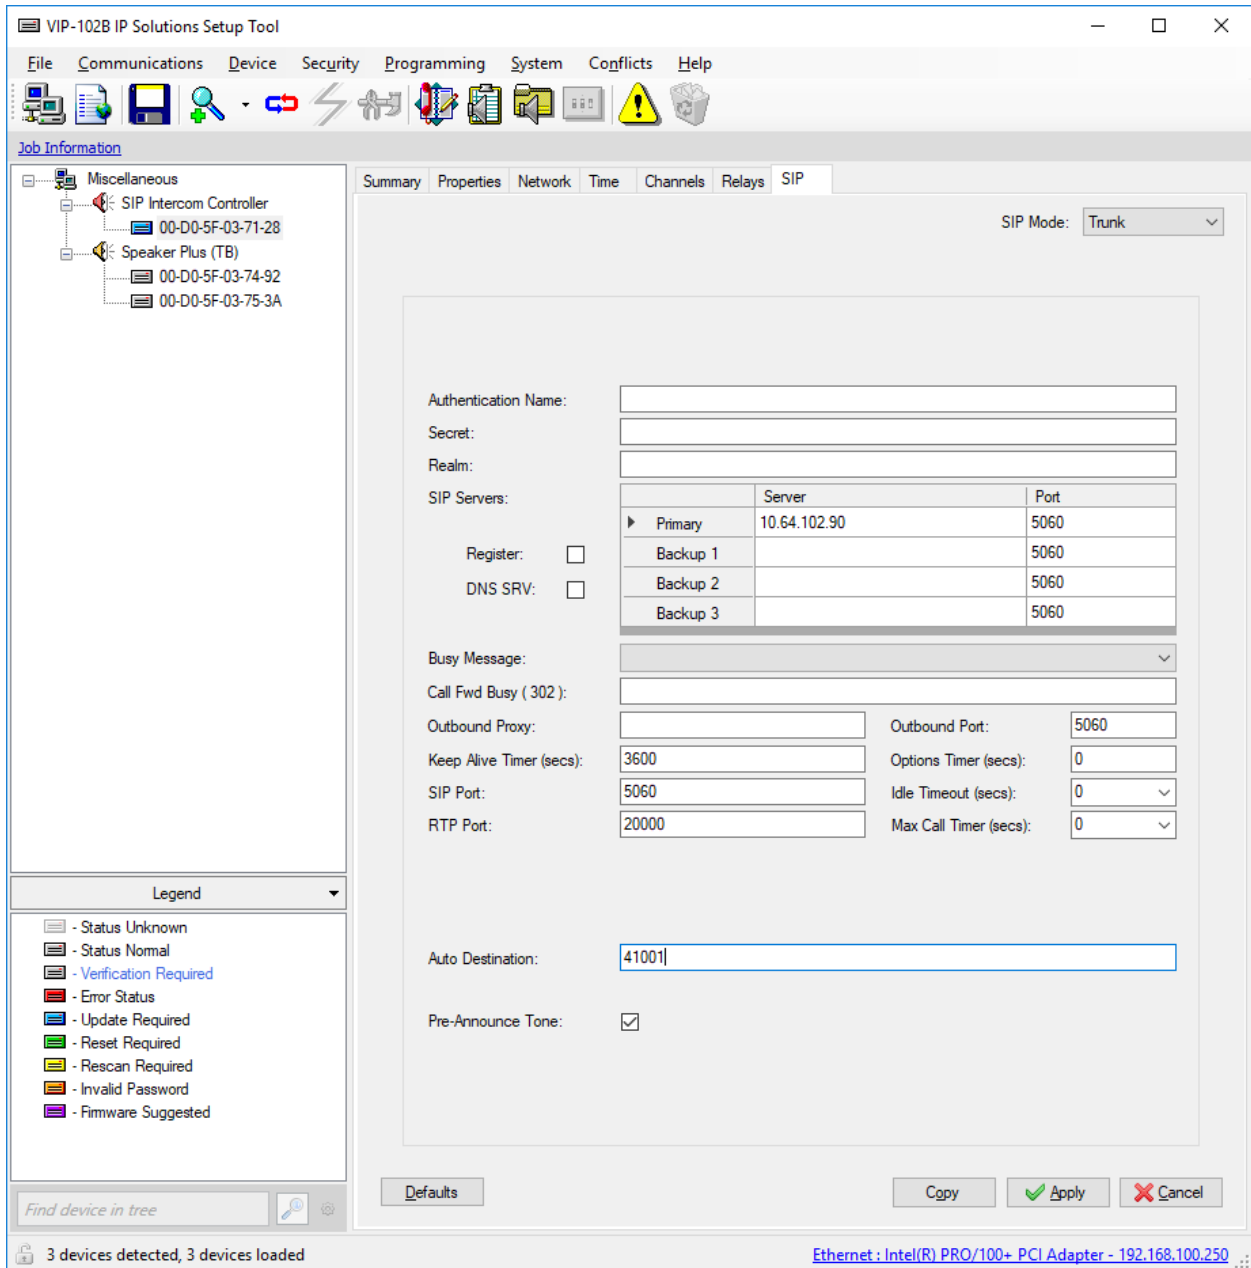 VIP-102B IP Solutions Setup Tool
File Communications Device Security Programming System Conflicts Help
Job Information
Miscellaneous
SIP Intercom Controller
00-D0-5F-03-71-28
Speaker Plus (TB)
00-D0-5F-03-74-92
00-D0-5F-03-75-3A
Legend
- Status Unknown
- Status Normal
- Verification Required
- Error Status
- Update Required
- Reset Required
- Rescan Required
- Invalid Password
- Firmware Suggested
Find device in tree
Summary Properties Network Time Channels Relays SIP
SIP Mode: Trunk
Authentication Name:
Secret:
Realm:
SIP Servers:
Server Port
Primary 10.64.102.90 5060
Register: Backup 1 5060
DNS SRV: Backup 2 5060
Backup 3 5060
Busy Message:
Call Fwd Busy ( 302 ):
Outbound Proxy: Outbound Port: 5060
Keep Alive Timer (secs): 3600 Options Timer (secs): 0
SIP Port: 5060 Idle Timeout (secs): 0
RTP Port: 20000 Max Call Timer (secs): 0
Auto Destination: 41001
Pre-Announce Tone:
Defaults Copy Apply Cancel
3 devices detected, 3 devices loaded Ethernet : Intel(R) PRO/100+ PCI Adapter - 192.168.100.250